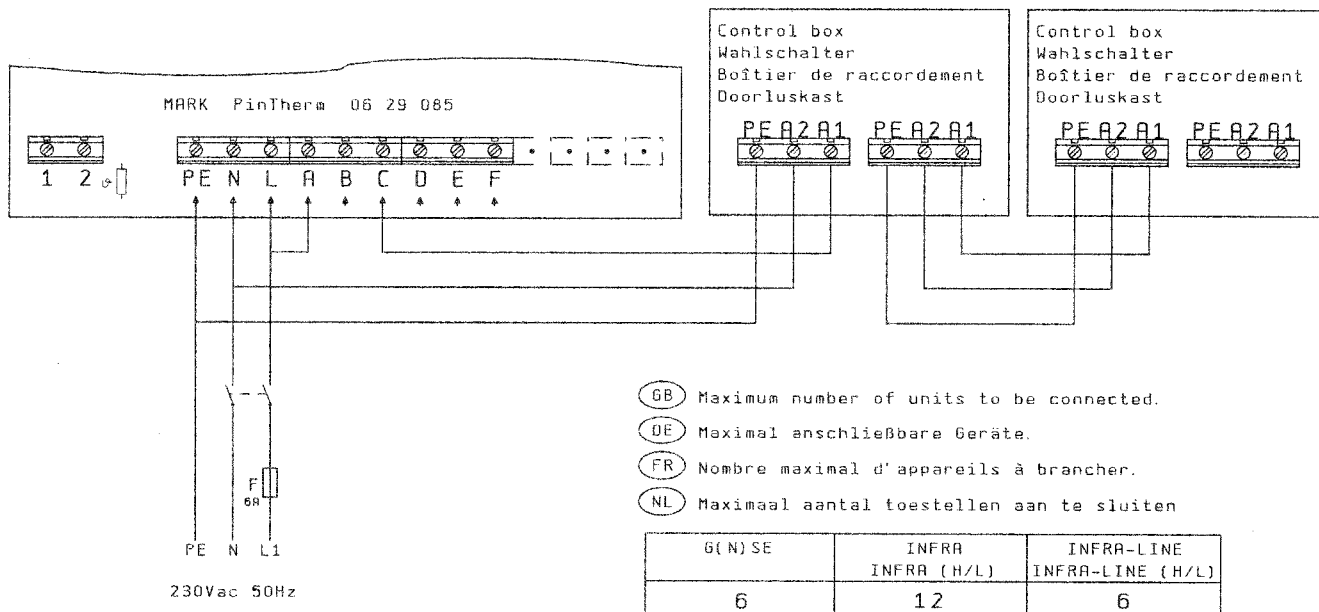 MARK PinTherm 06 29 085
1 2
PE N L A B C D E F
Control box
Wahlschalter
Boîtier de raccordement
Doorluskast
PE A2 A1 PE A2 A1
Control box
Wahlschalter
Boîtier de raccordement
Doorluskast
PE A2 A1 PE A2 A1
F
6A
PE N L1
230Vac 50Hz
GB Maximum number of units to be connected.
DE Maximal anschließbare Geräte.
FR Nombre maximal d'appareils à brancher.
NL Maximaal aantal toestellen aan te sluiten
G(N)SE INFRA INFRA-LINE
INFRA (H/L) INFRA-LINE (H/L)
6 12 6